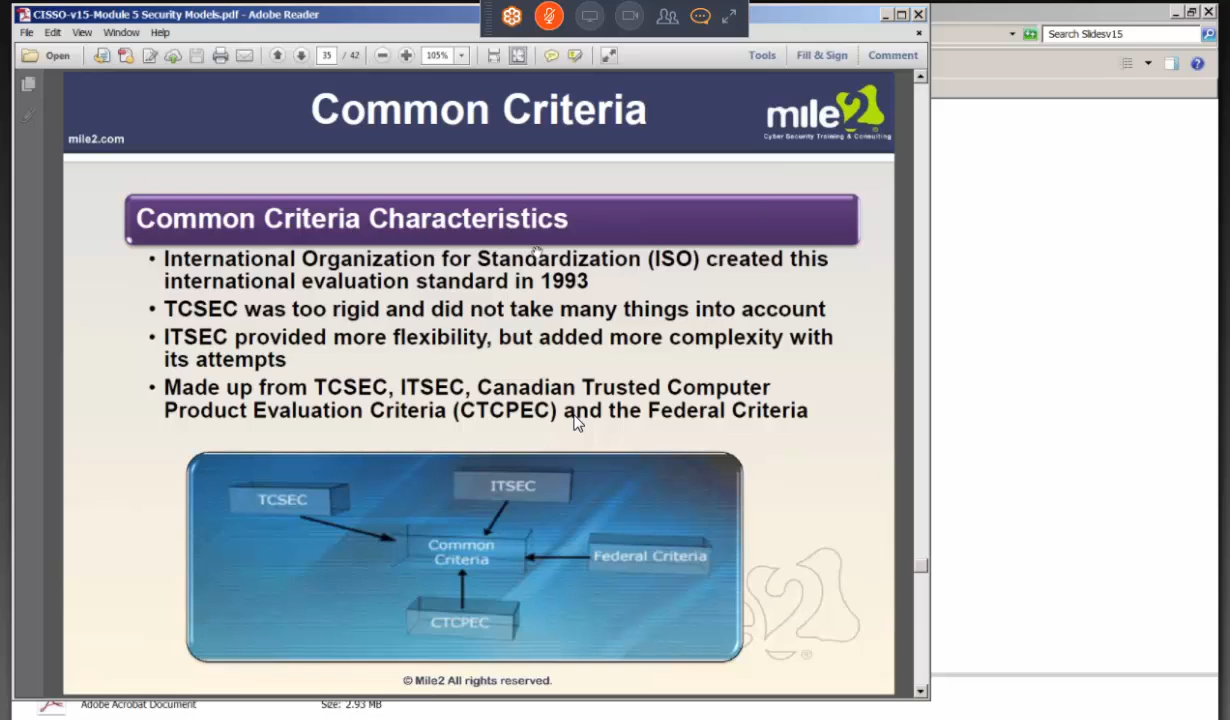 CISSO-v15-Module 5 Security Models.pdf - Adobe Reader
File Edit View Window Help
Search Slidesv15
Open 35 / 42 105% Tools Fill & Sign Comment
Common Criteria
mile2
Cyber Security Training & Consulting
mile2.com
Common Criteria Characteristics
• International Organization for Standardization (ISO) created this
international evaluation standard in 1993
• TCSEC was too rigid and did not take many things into account
• ITSEC provided more flexibility, but added more complexity with
its attempts
• Made up from TCSEC, ITSEC, Canadian Trusted Computer
Product Evaluation Criteria (CTCPEC) and the Federal Criteria
ITSEC
TCSEC
Common
Criteria
Federal Criteria
CTCPEC
© Mile2 All rights reserved.
Adobe Acrobat Document Size: 2.93 MB